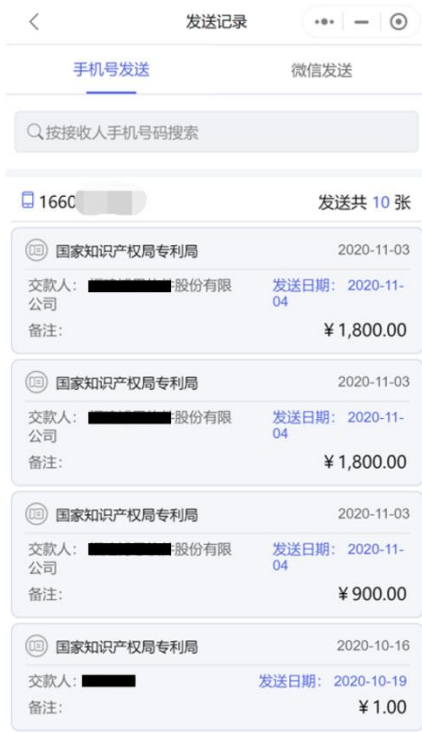 发送记录
手机号发送 微信发送
按接收人手机号码搜索
1660 发送共 10 张
国家知识产权局专利局 2020-11-03
交款人: 股份有限 发送日期: 2020-11-
公司 04
备注: ¥1,800.00
国家知识产权局专利局 2020-11-03
交款人: 股份有限 发送日期: 2020-11-
公司 04
备注: ¥1,800.00
国家知识产权局专利局 2020-11-03
交款人: 股份有限 发送日期: 2020-11-
公司 04
备注: ¥900.00
国家知识产权局专利局 2020-10-16
交款人: 发送日期: 2020-10-19
备注: ¥1.00